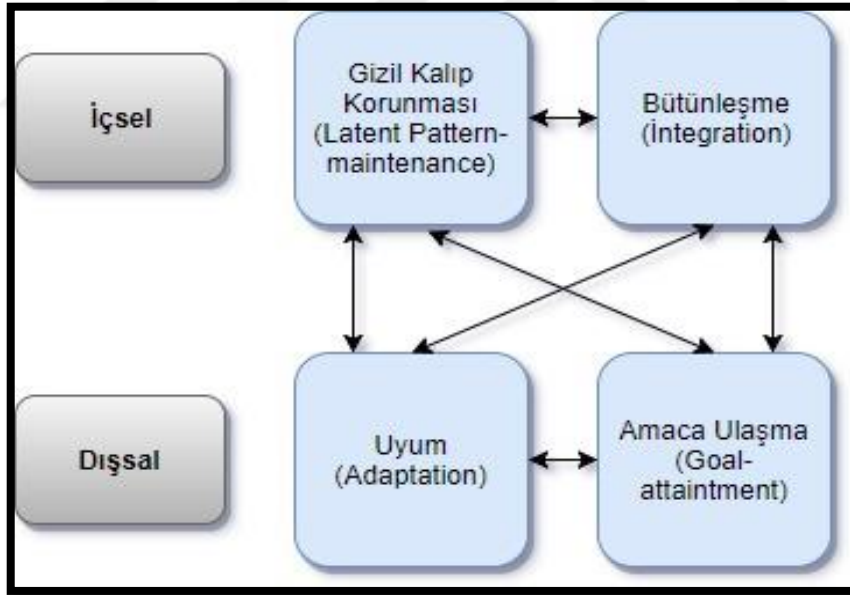 İçsel
Gizil Kalıp
Korunması
(Latent Pattern-
maintenance)
Bütünleşme
(İntegration)
Dışsal
Uyum
(Adaptation)
Amaca Ulaşma
(Goal-
attaintment)